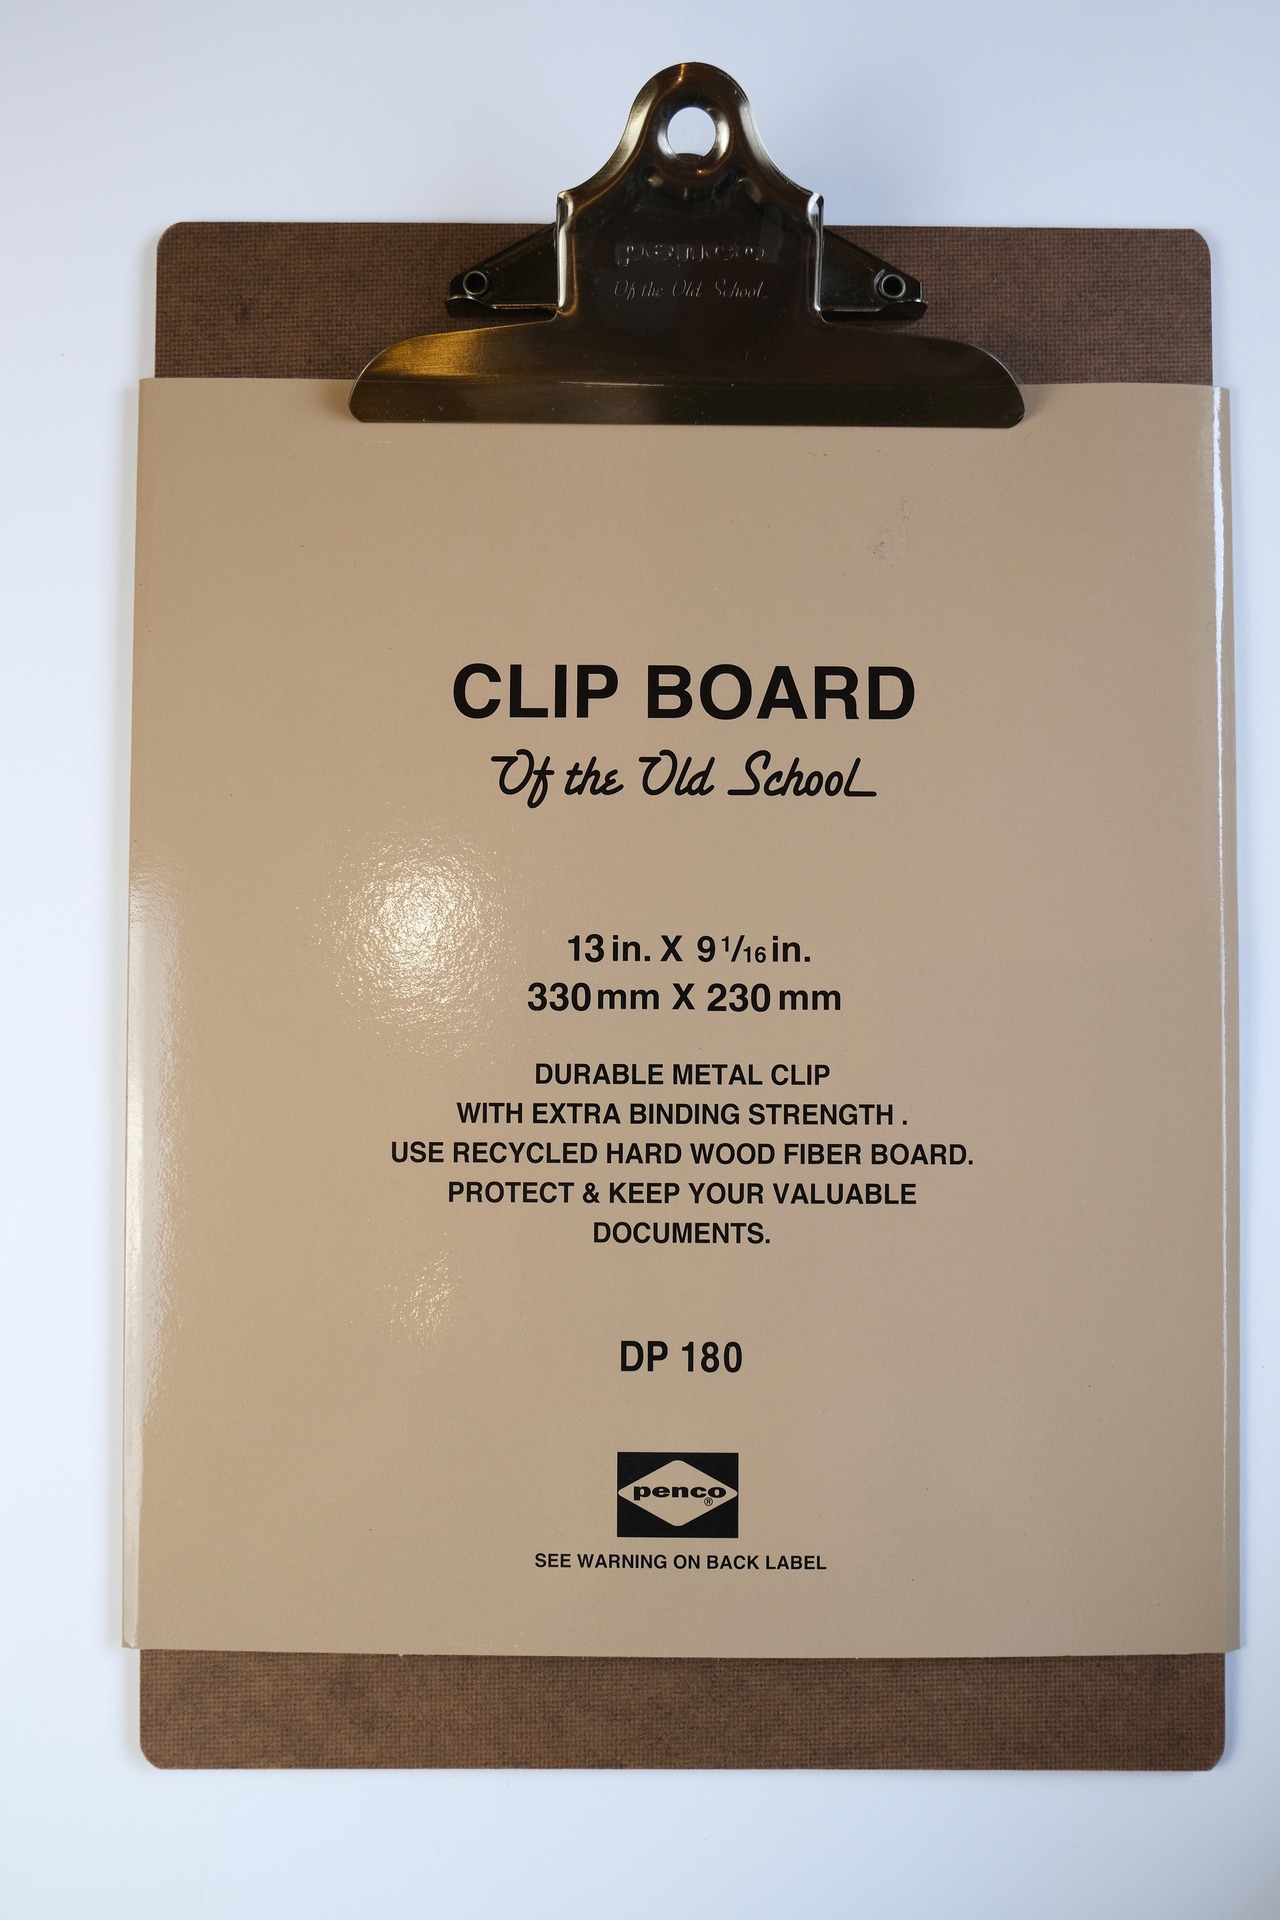 penco
Of the Old School
CLIP BOARD
Of the Old School
13 in. X 9 1/16 in.
330 mm X 230 mm
DURABLE METAL CLIP
WITH EXTRA BINDING STRENGTH .
USE RECYCLED HARD WOOD FIBER BOARD.
PROTECT & KEEP YOUR VALUABLE
DOCUMENTS.
DP 180
penco®
SEE WARNING ON BACK LABEL